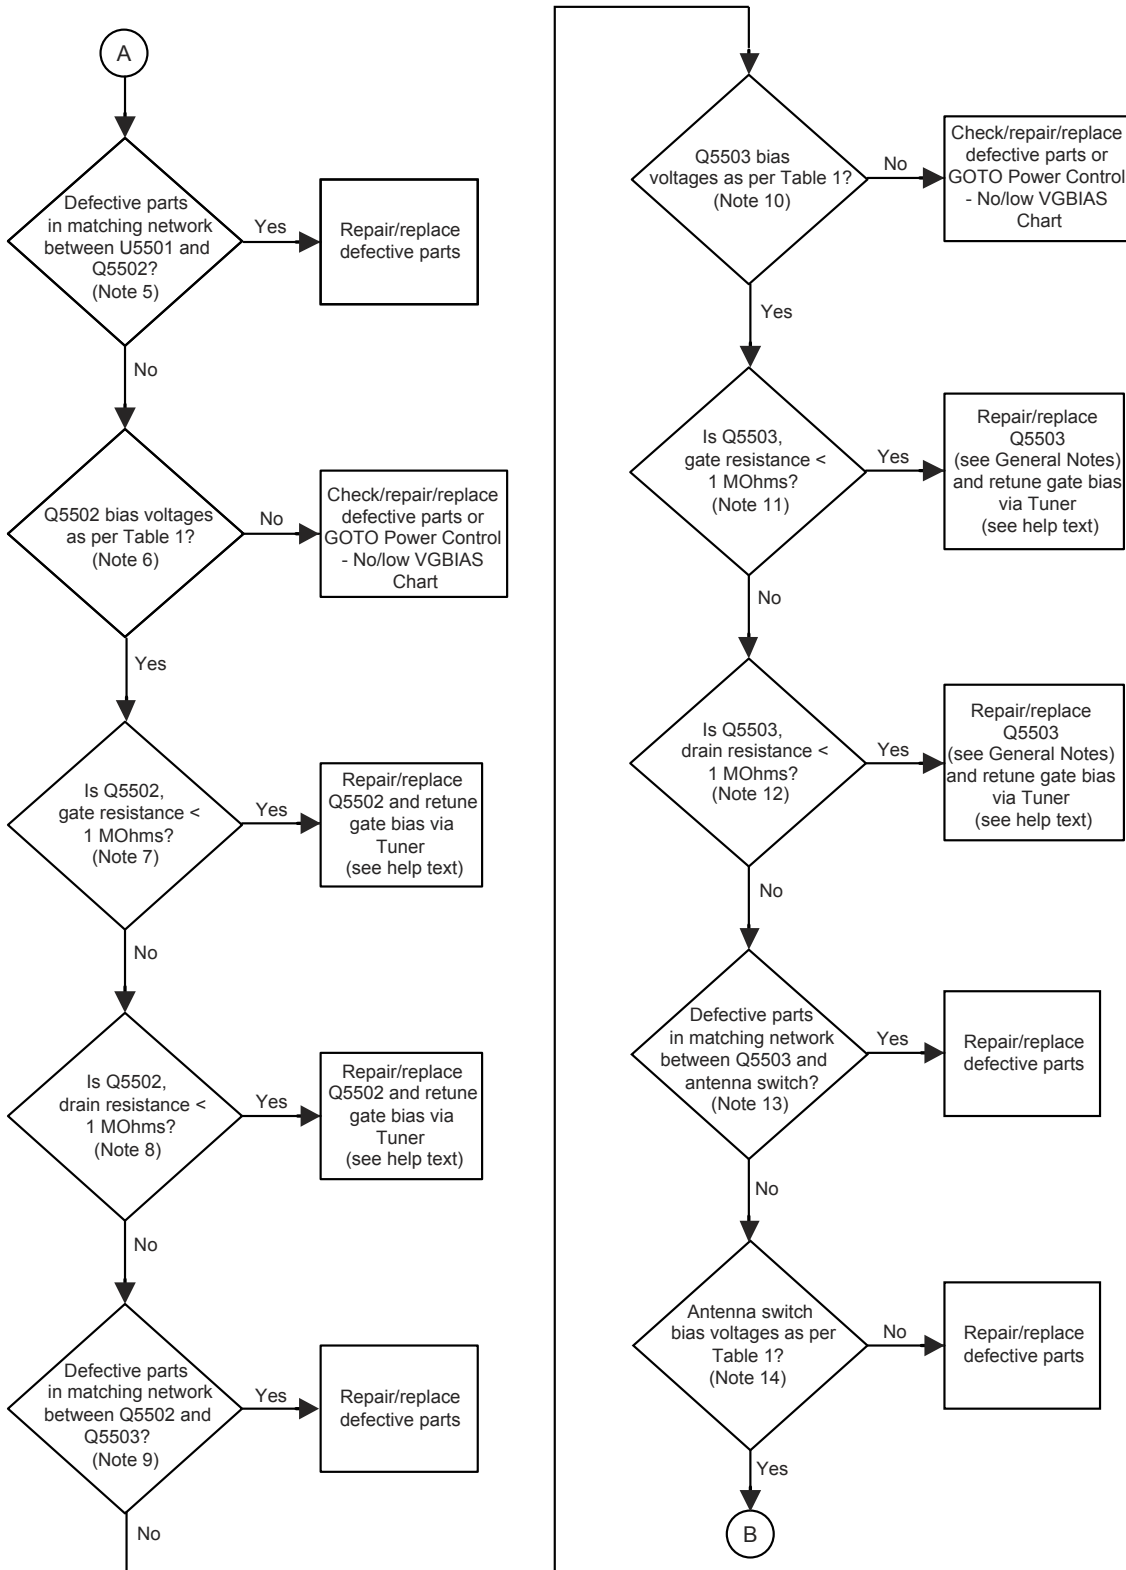 A
Defective parts
in matching network
between U5501 and
Q5502?
(Note 5)
Yes
Repair/replace
defective parts
No
Q5502 bias voltages
as per Table 1?
(Note 6)
No
Check/repair/replace
defective parts or
GOTO Power Control
- No/low VGBIAS
Chart
Yes
Is Q5502,
gate resistance <
1 MOhms?
(Note 7)
Yes
Repair/replace
Q5502 and retune
gate bias via
Tuner
(see help text)
No
Is Q5502,
drain resistance <
1 MOhms?
(Note 8)
Yes
Repair/replace
Q5502 and retune
gate bias via
Tuner
(see help text)
No
Defective parts
in matching network
between Q5502 and
Q5503?
(Note 9)
Yes
Repair/replace
defective parts
No
Q5503 bias
voltages as per Table 1?
(Note 10)
No
Check/repair/replace
defective parts or
GOTO Power Control
- No/low VGBIAS
Chart
Yes
Is Q5503,
gate resistance <
1 MOhms?
(Note 11)
Yes
Repair/replace
Q5503
(see General Notes)
and retune gate bias
via Tuner
(see help text)
No
Is Q5503,
drain resistance <
1 MOhms?
(Note 12)
Yes
Repair/replace
Q5503
(see General Notes)
and retune gate bias
via Tuner
(see help text)
No
Defective parts
in matching network
between Q5503 and
antenna switch?
(Note 13)
Yes
Repair/replace
defective parts
No
Antenna switch
bias voltages as per
Table 1?
(Note 14)
No
Repair/replace
defective parts
Yes
B